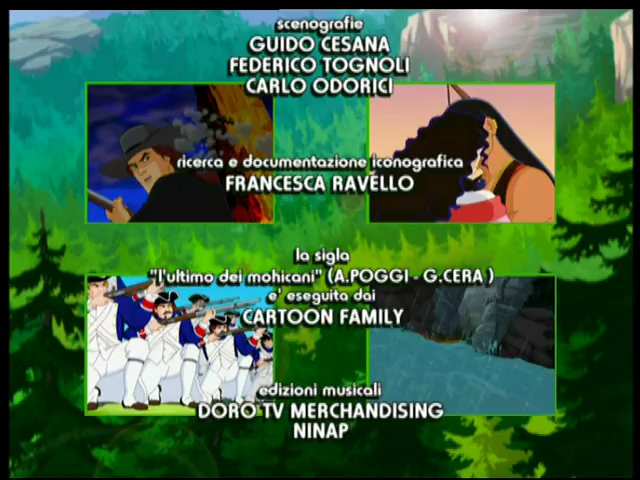 scenografie
GUIDO CESANA
FEDERICO TOGNOLI
CARLO ODORICI
ricerca e documentazione iconografica
FRANCESCA RAVELLO
la sigla
"l'ultimo dei mohicani" (A.POGGI - G.CERA )
e' eseguita dai
CARTOON FAMILY
edizioni musicali
DORO TV MERCHANDISING
NINAP